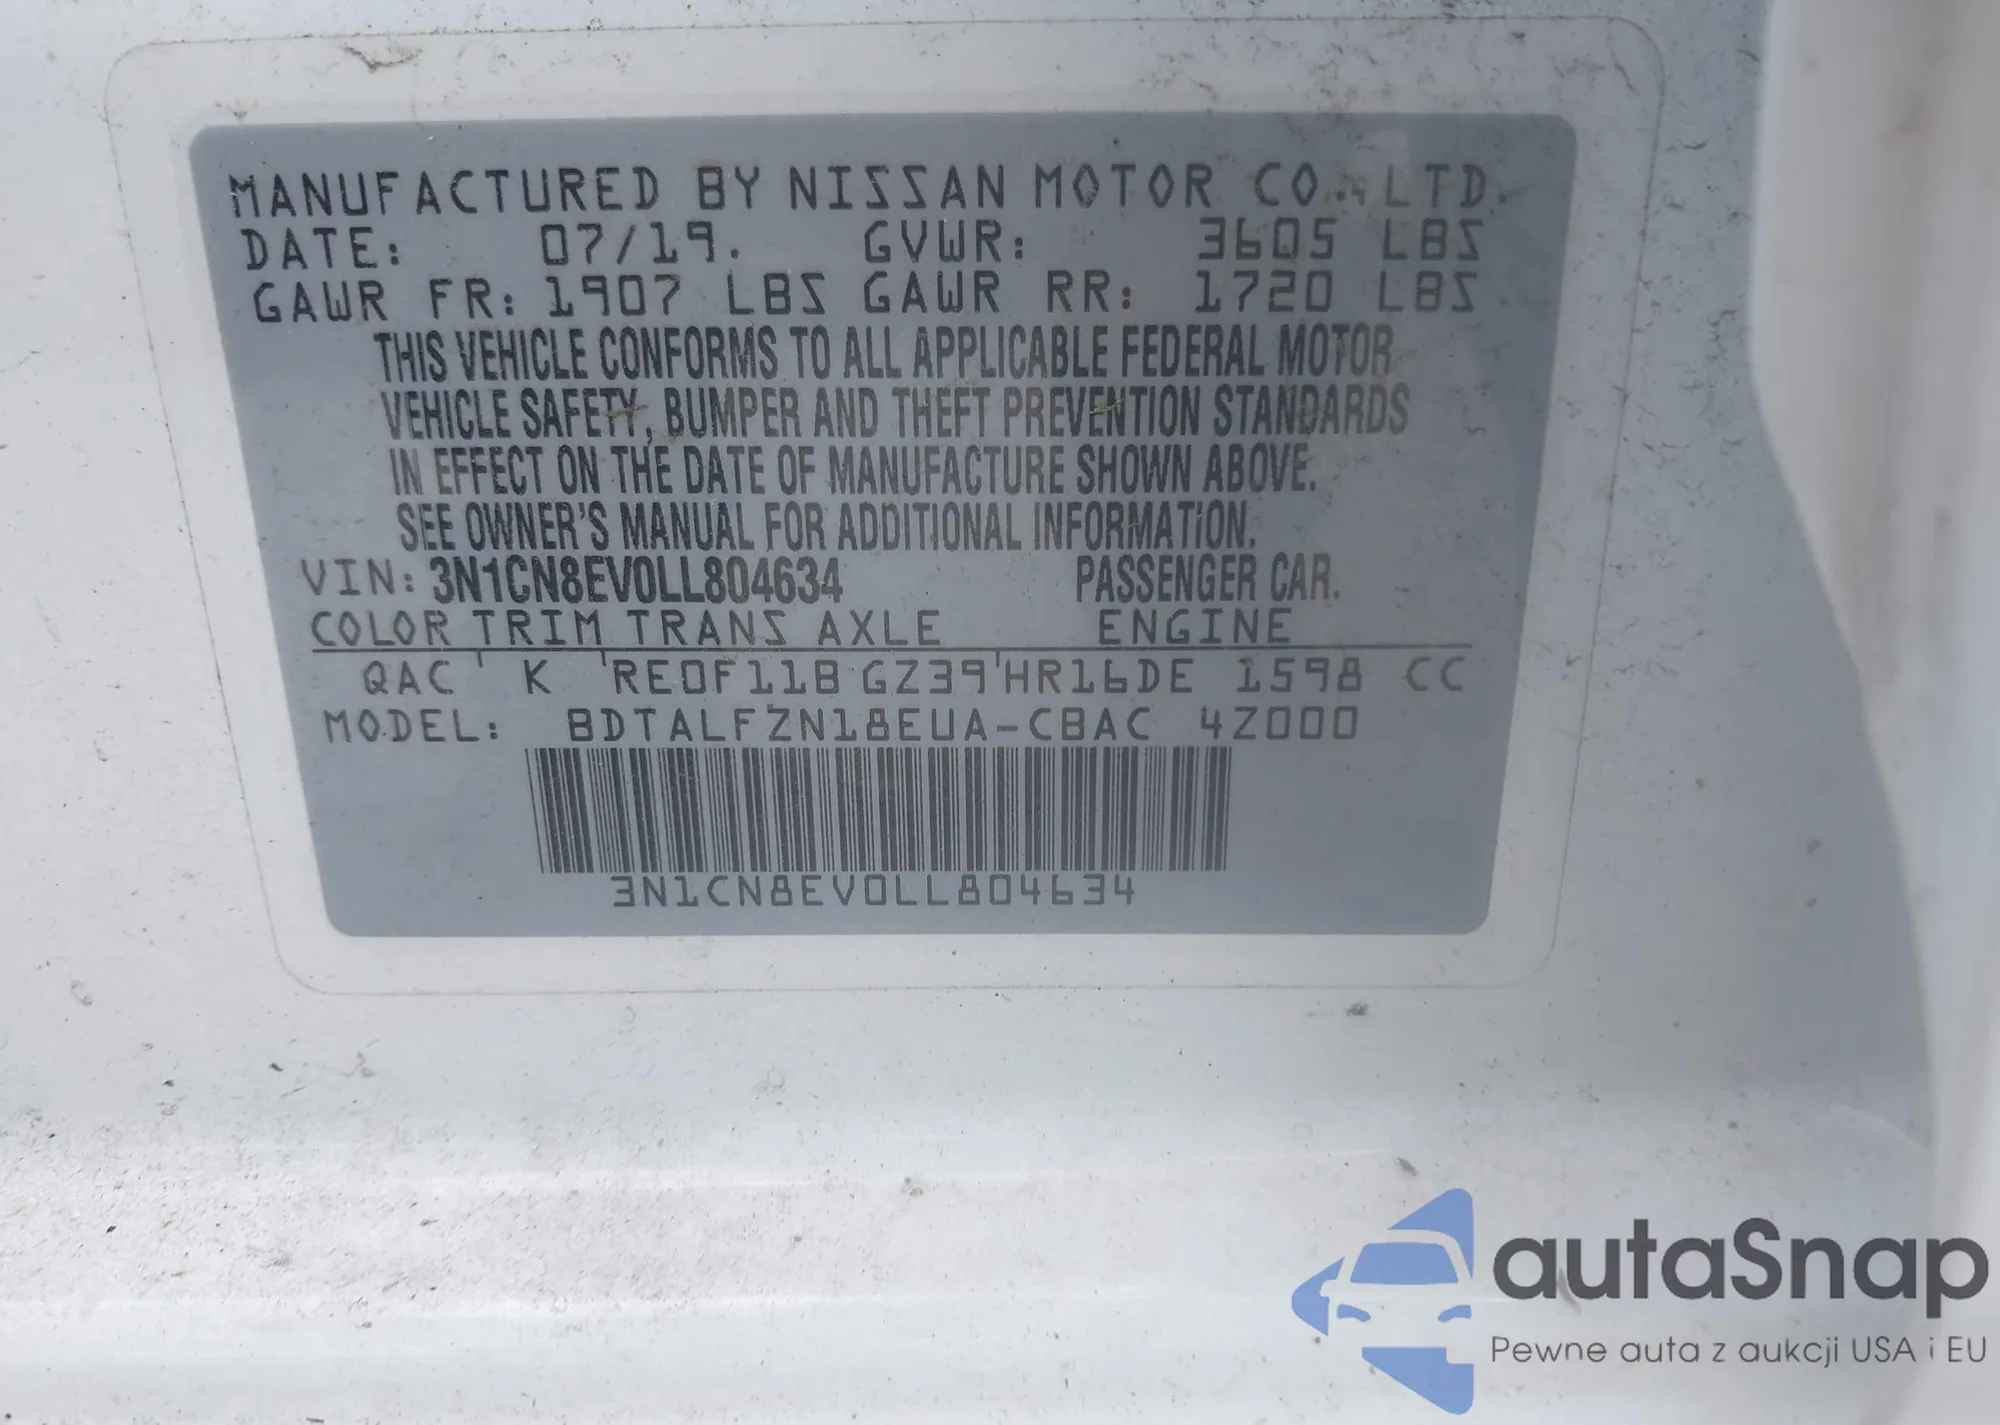 MANUFACTURED BY NISSAN MOTOR CO., LTD.
DATE: 07/19. GVWR: 3605 LBS
GAWR FR: 1907 LBS GAWR RR: 1720 LBS
THIS VEHICLE CONFORMS TO ALL APPLICABLE FEDERAL MOTOR
VEHICLE SAFETY, BUMPER AND THEFT PREVENTION STANDARDS
IN EFFECT ON THE DATE OF MANUFACTURE SHOWN ABOVE.
SEE OWNER'S MANUAL FOR ADDITIONAL INFORMATION.
VIN: 3N1CN8EV0LL804634 PASSENGER CAR.
COLOR TRIM TRANS AXLE ENGINE
QAC K RE0F11B GZ39 HR16DE 1598 CC
MODEL: BDTALFZN18EUA-CBAC 4Z000
3N1CN8EV0LL804634
autaSnap
Pewne auta z aukcji USA i EU